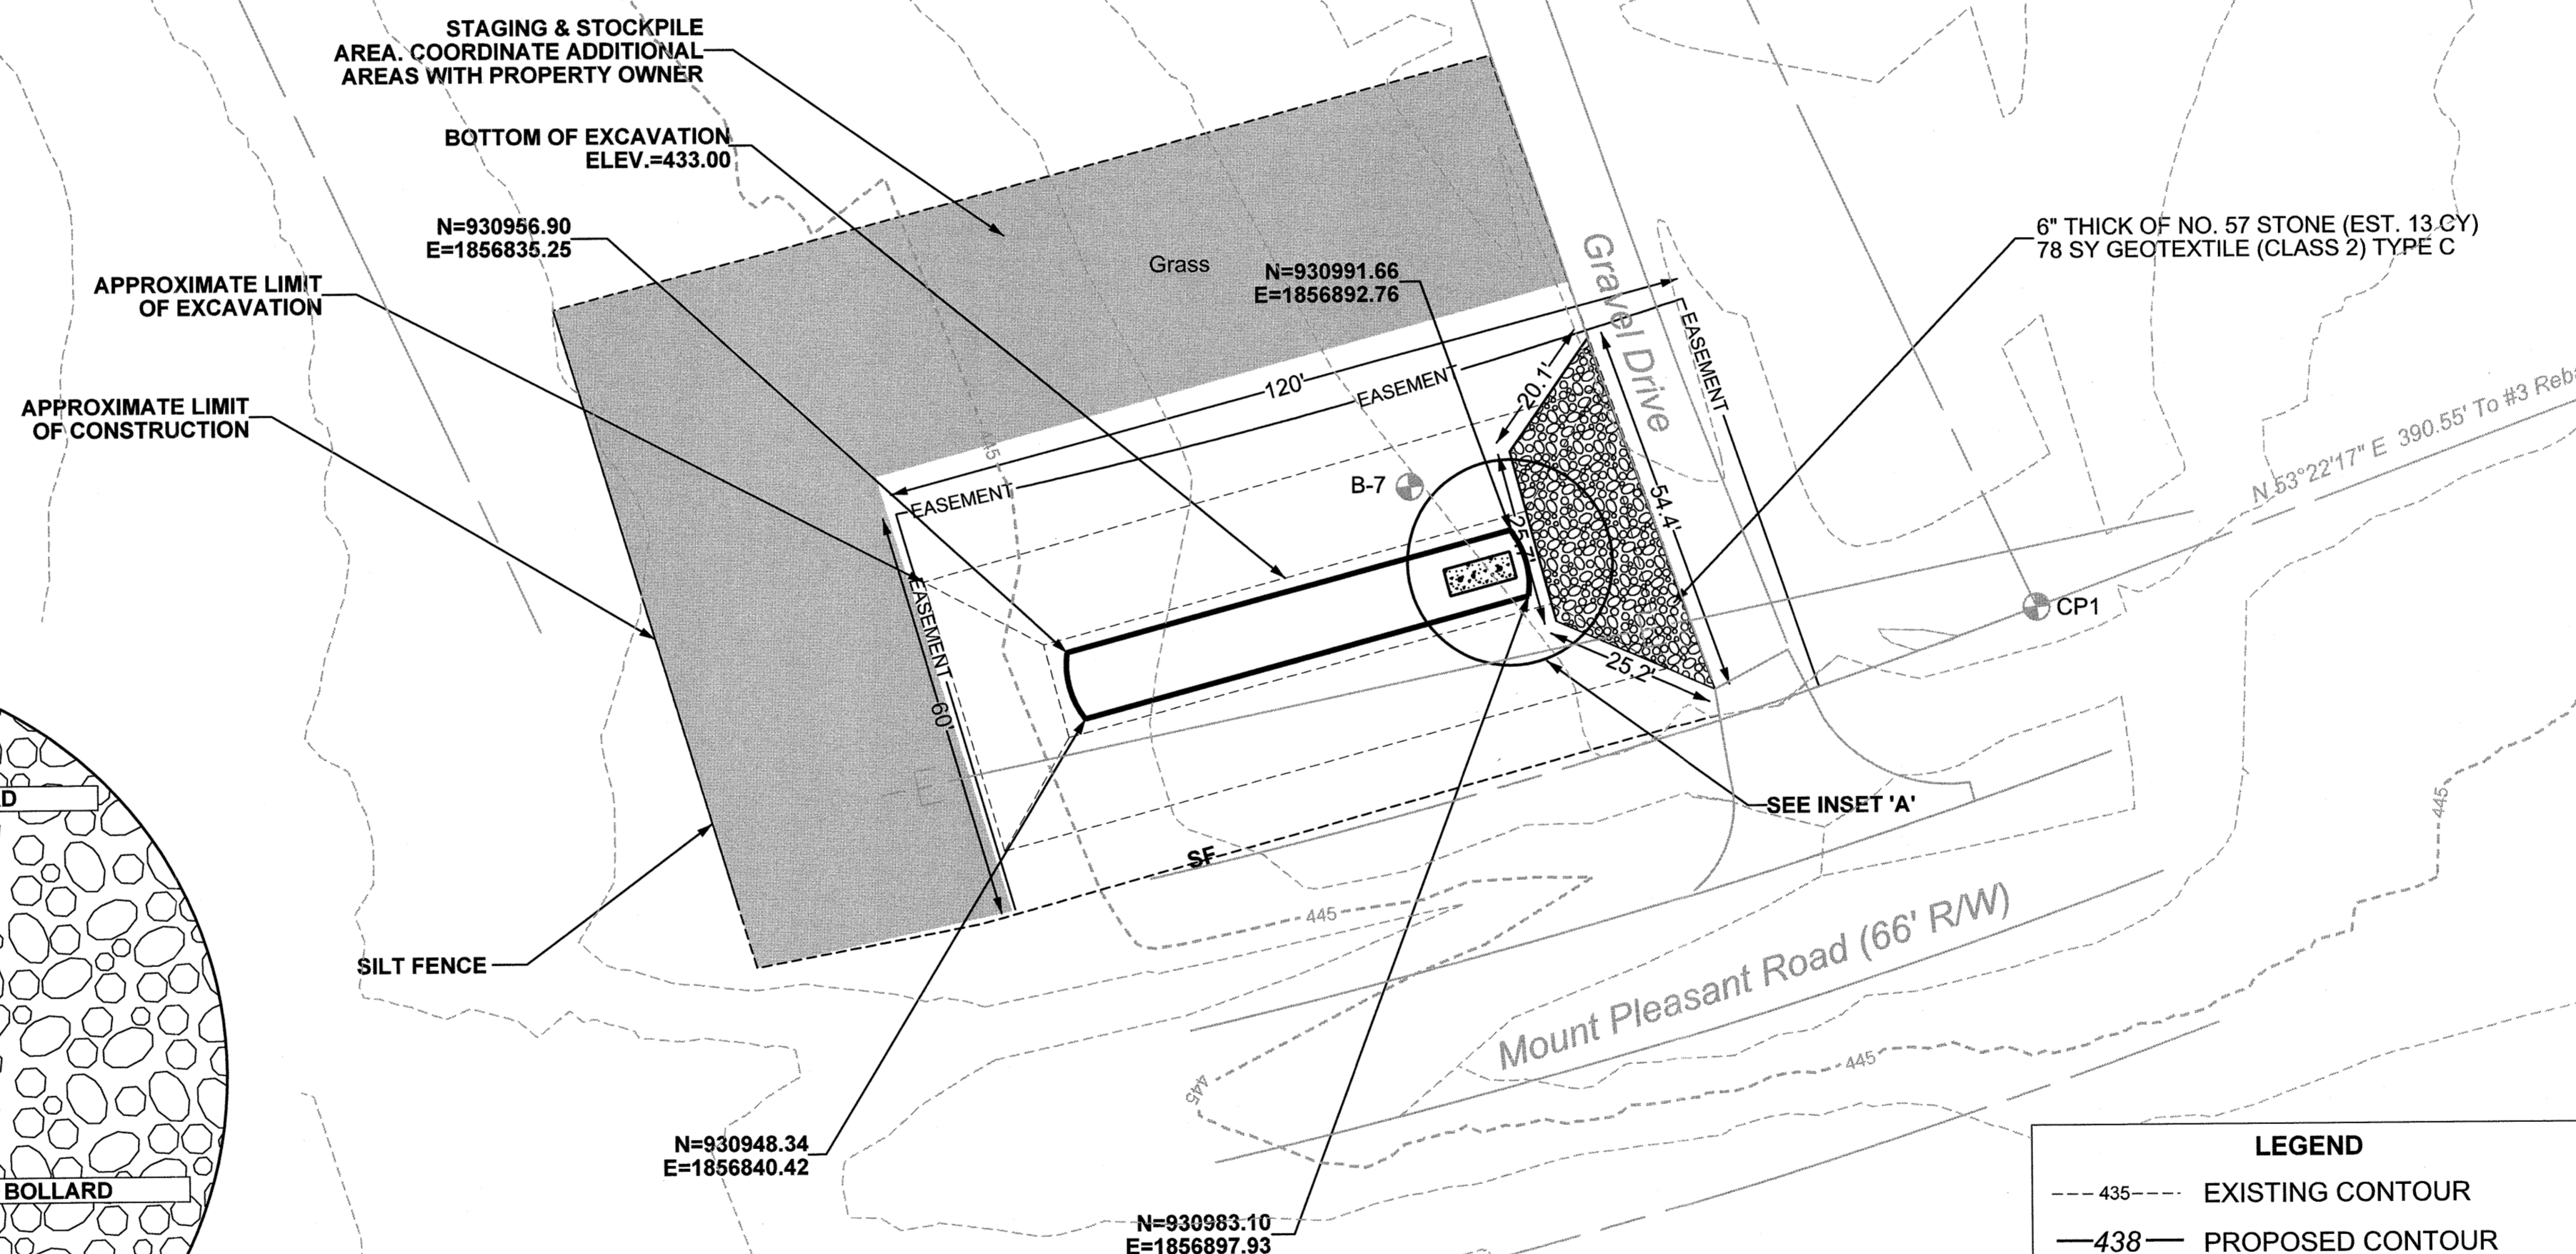 STAGING & STOCKPILE
AREA. COORDINATE ADDITIONAL
AREAS WITH PROPERTY OWNER
BOTTOM OF EXCAVATION
ELEV.=433.00
N=930956.90
E=1856835.25
APPROXIMATE LIMIT
OF EXCAVATION
APPROXIMATE LIMIT
OF CONSTRUCTION
Grass
N=930991.66
E=1856892.76
Gravel Drive
6" THICK OF NO. 57 STONE (EST. 13 CY)
78 SY GEOTEXTILE (CLASS 2) TYPE C
EASEMENT
120'
EASEMENT
20.1'
445
EASEMENT
B-7
54.4'
25.7'
N 53°22'17" E 390.55' To #3 Reb
EASEMENT
60'
CP1
25.2'
E
SEE INSET 'A'
SF
445
445
SILT FENCE
Mount Pleasant Road (66' R/W)
445
445
BOLLARD
N=930948.34
E=1856840.42
N=930983.10
E=1856897.93
LEGEND
435 EXISTING CONTOUR
438 PROPOSED CONTOUR